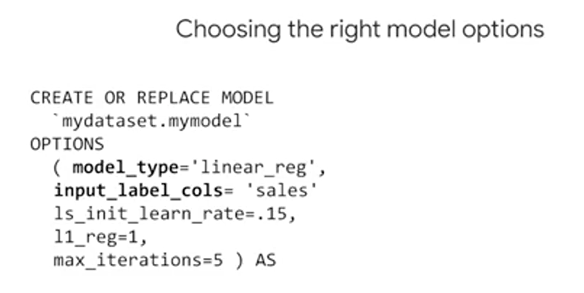 Choosing the right model options
CREATE OR REPLACE MODEL
`mydataset.mymodel`
OPTIONS
( model_type='linear_reg',
input_label_cols= 'sales'
ls_init_learn_rate=.15,
l1_reg=1,
max_iterations=5 ) AS